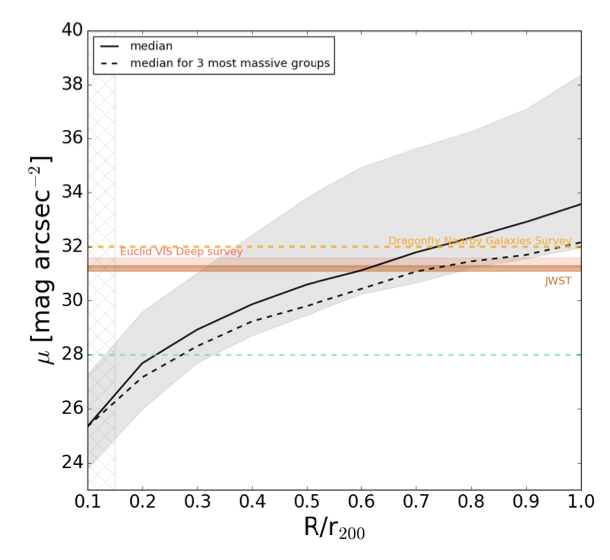 40
38
36
34
32
30
28
26
24
μ [mag arcsec⁻²]
median
median for 3 most massive groups
Dragonfly Nearby Galaxies Survey
Euclid VIS Deep survey
JWST
0.1 0.2 0.3 0.4 0.5 0.6 0.7 0.8 0.9 1.0
R/r₂₀₀